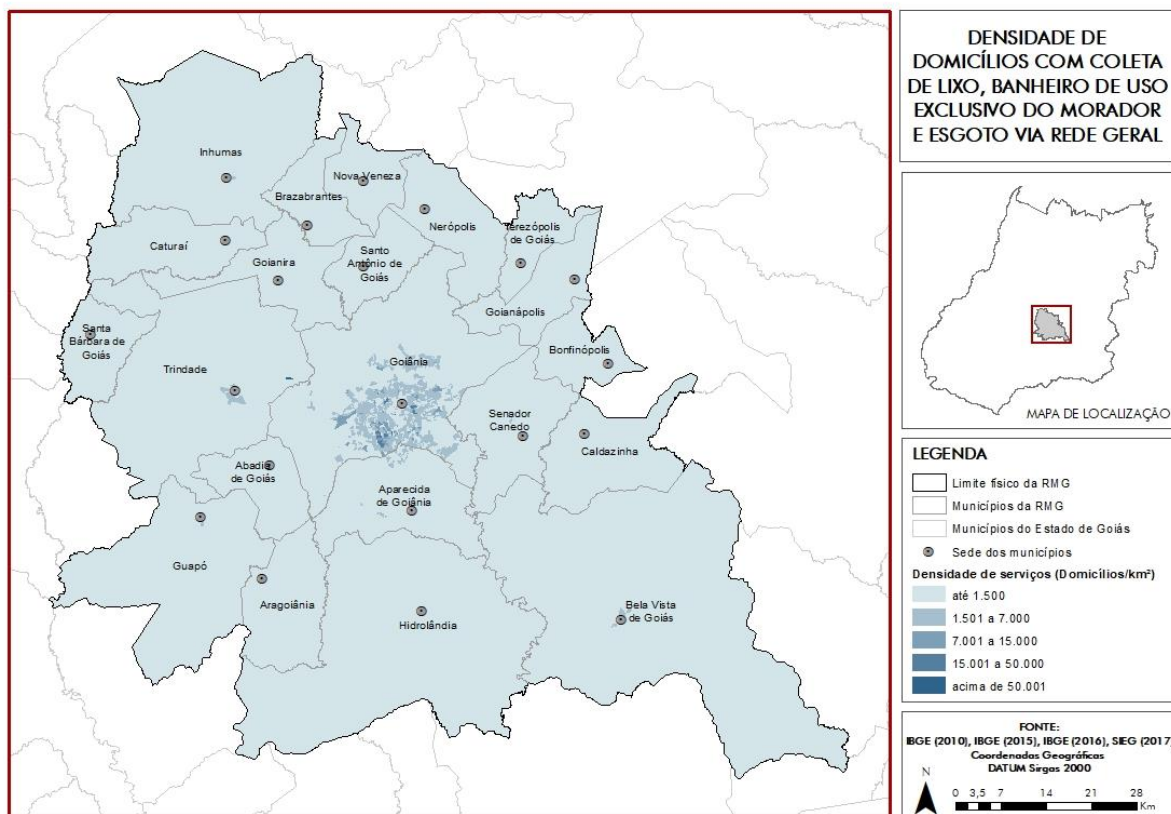 DENSIDADE DE
DOMICÍLIOS COM COLETA
DE LIXO, BANHEIRO DE USO
EXCLUSIVO DO MORADOR
E ESGOTO VIA REDE GERAL
Inhumas
Nova Veneza
Brazabrantes
Nerópolis
Terezópolis
de Goiás
Caturaí
Goianira
Santo
Antônio de
Goiás
Goianápolis
Santa
Bárbara de
Goiás
Trindade
Goiânia
Bonfinópolis
Senador
Canedo
Caldazinha
Abadia
de Goiás
Aparecida
de Goiânia
Guapó
Aragoiânia
Hidrolândia
Bela Vista
de Goiás
MAPA DE LOCALIZAÇÃO
LEGENDA
Limite físico da RMG
Municípios da RMG
Municípios do Estado de Goiás
Sede dos municípios
Densidade de serviços (Domicílios/km²)
até 1.500
1.501 a 7.000
7.001 a 15.000
15.001 a 50.000
acima de 50.001
FONTE:
IBGE (2010), IBGE (2015), IBGE (2016), SIEG (2017)
Coordenadas Geográficas
DATUM Sirgas 2000
N
0 3,5 7 14 21 28
Km